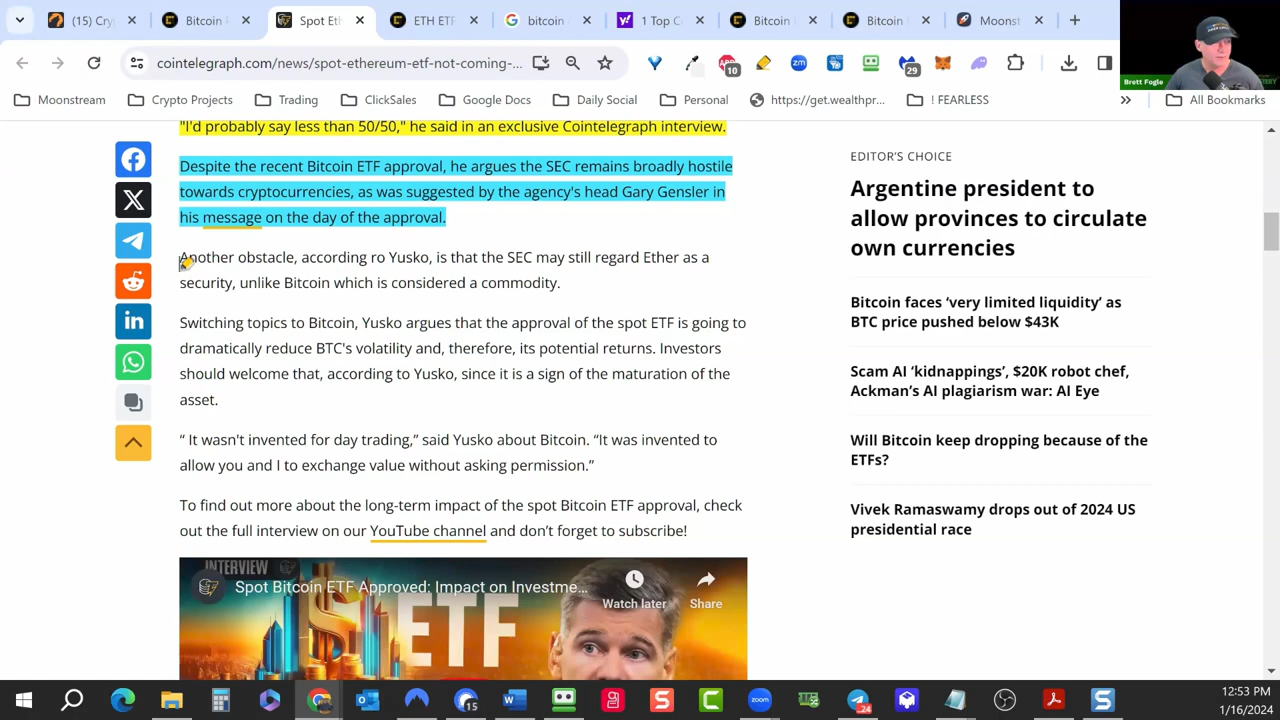 (15) Cry
Bitcoin
Spot Eth
ETH ETF
bitcoin
1 Top C
Bitcoin
Bitcoin
Moonst
cointelegraph.com/news/spot-ethereum-etf-not-coming-...
10
zm
29
Brett Fogle
Moonstream
Crypto Projects
Trading
ClickSales
Google Docs
Daily Social
Personal
https://get.wealthpr...
! FEARLESS
»
All Bookmarks
"I'd probably say less than 50/50," he said in an exclusive Cointelegraph interview.
Despite the recent Bitcoin ETF approval, he argues the SEC remains broadly hostile
towards cryptocurrencies, as was suggested by the agency's head Gary Gensler in
his message on the day of the approval.
Another obstacle, according ro Yusko, is that the SEC may still regard Ether as a
security, unlike Bitcoin which is considered a commodity.
Switching topics to Bitcoin, Yusko argues that the approval of the spot ETF is going to
dramatically reduce BTC's volatility and, therefore, its potential returns. Investors
should welcome that, according to Yusko, since it is a sign of the maturation of the
asset.
“ It wasn't invented for day trading,” said Yusko about Bitcoin. “It was invented to
allow you and I to exchange value without asking permission.”
To find out more about the long-term impact of the spot Bitcoin ETF approval, check
out the full interview on our YouTube channel and don’t forget to subscribe!
INTERVIEW
Spot Bitcoin ETF Approved: Impact on Investme...
Watch later
Share
ETF
EDITOR'S CHOICE
Argentine president to
allow provinces to circulate
own currencies
Bitcoin faces ‘very limited liquidity’ as
BTC price pushed below $43K
Scam AI ‘kidnappings’, $20K robot chef,
Ackman’s AI plagiarism war: AI Eye
Will Bitcoin keep dropping because of the
ETFs?
Vivek Ramaswamy drops out of 2024 US
presidential race
15
zoom
24
12:53 PM
1/16/2024